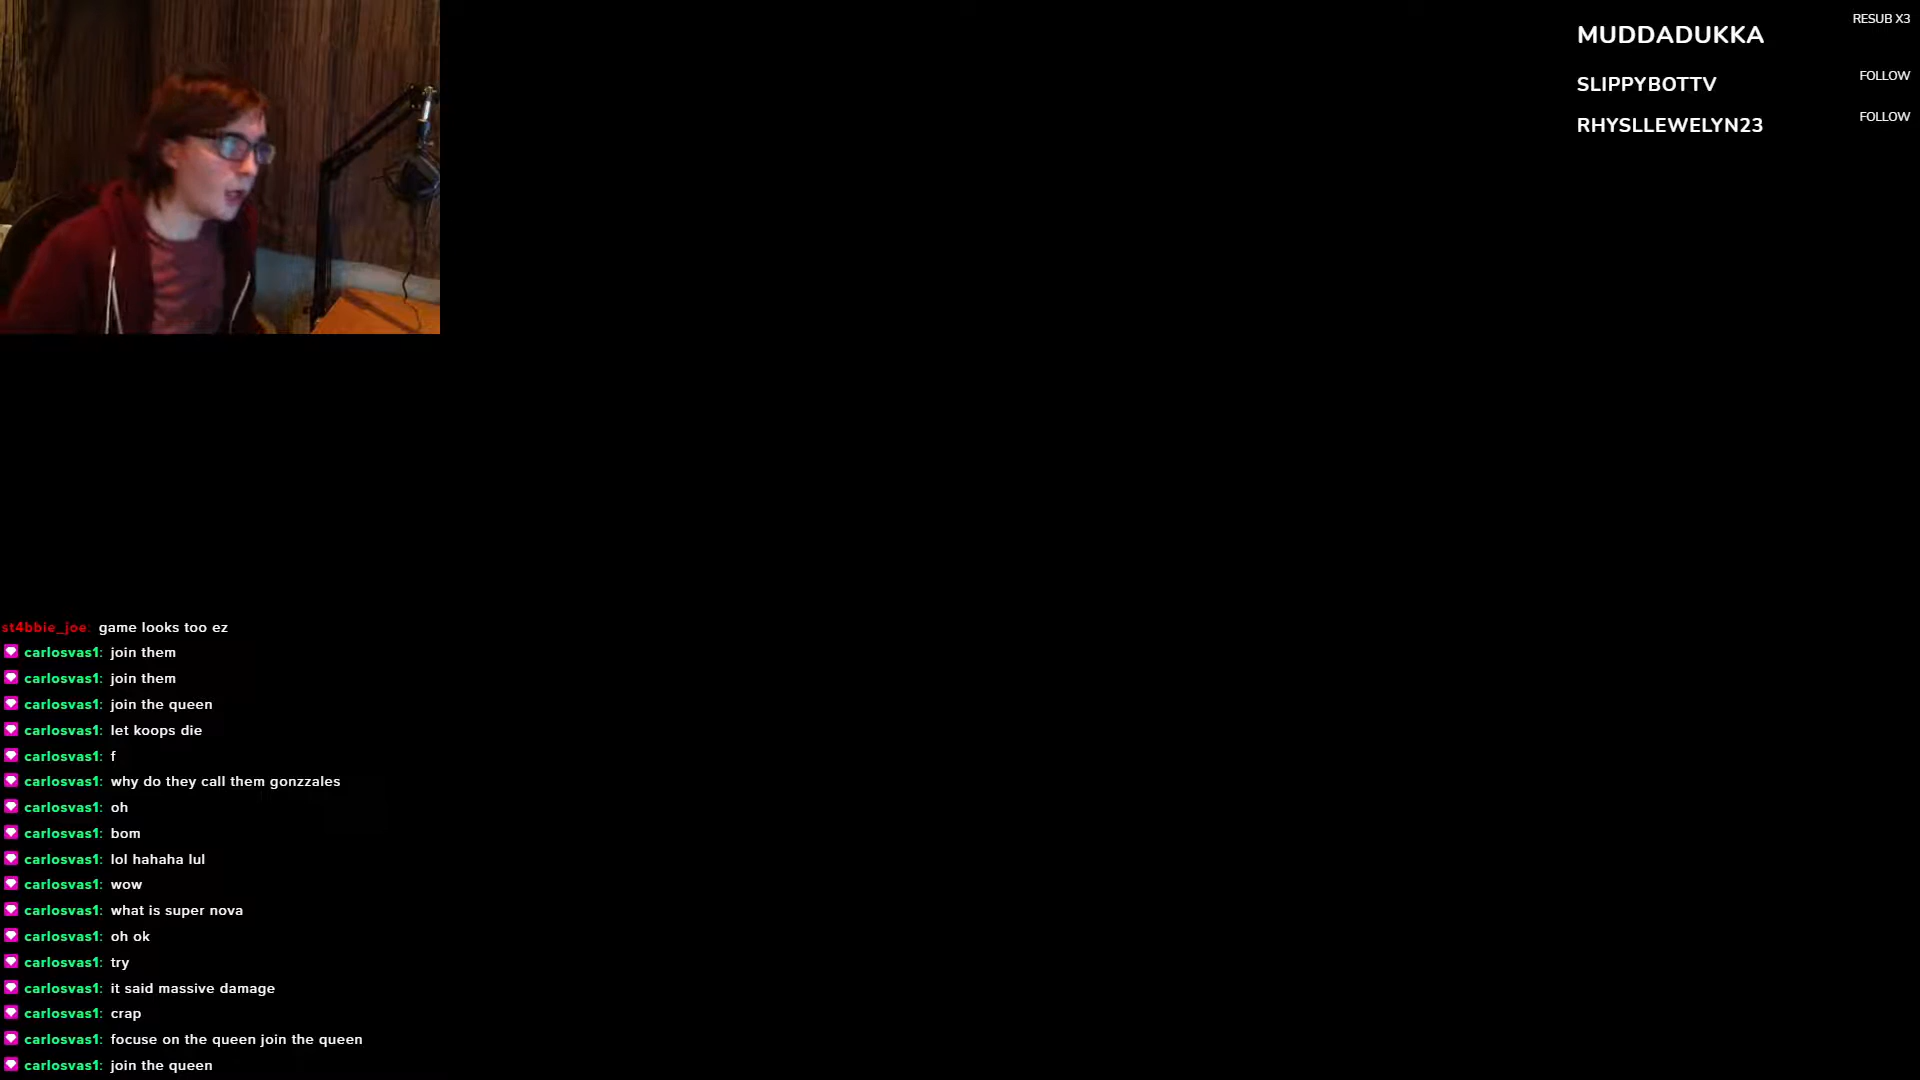 MUDDADUKKA
RESUB X3
SLIPPYBOTTV
FOLLOW
RHYSLLEWELYN23
FOLLOW
st4bbie_joe: game looks too ez
carlosvas1: join them
carlosvas1: join them
carlosvas1: join the queen
carlosvas1: let koops die
carlosvas1: f
carlosvas1: why do they call them gonzzales
carlosvas1: oh
carlosvas1: bom
carlosvas1: lol hahaha lul
carlosvas1: wow
carlosvas1: what is super nova
carlosvas1: oh ok
carlosvas1: try
carlosvas1: it said massive damage
carlosvas1: crap
carlosvas1: focuse on the queen join the queen
carlosvas1: join the queen